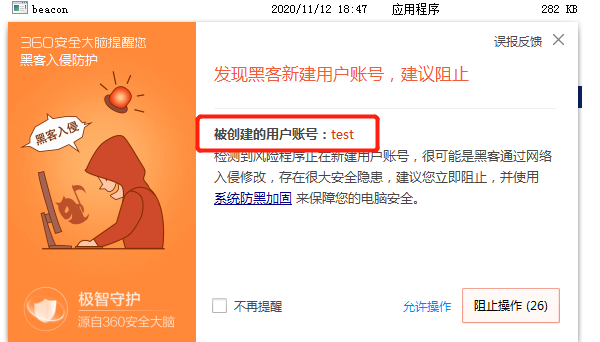 beacon 2020/11/12 18:47 应用程序 282 KB
360安全大脑提醒您
黑客入侵防护
误报反馈
发现黑客新建用户账号，建议阻止
黑客入侵
被创建的用户账号：test
检测到风险程序正在新建用户账号，很可能是黑客通过网络
入侵修改，存在很大安全隐患，建议您立即阻止，并使用
系统防黑加固 来保障您的电脑安全。
极智守护
源自360安全大脑
不再提醒
允许操作
阻止操作 (26)